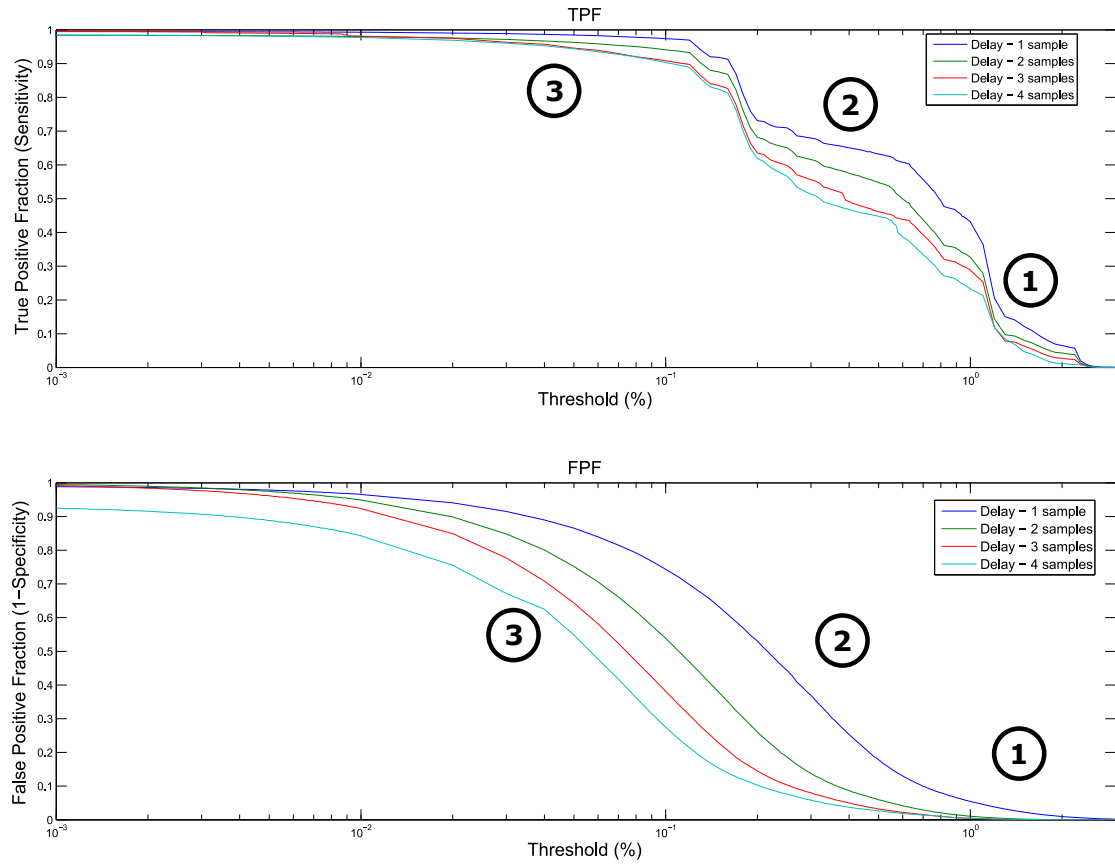 TPF
True Positive Fraction (Sensitivity)
1
0.9
0.8
0.7
0.6
0.5
0.4
0.3
0.2
0.1
0
3
2
1
Delay − 1 sample
Delay − 2 samples
Delay − 3 samples
Delay − 4 samples
10⁻³ 10⁻² 10⁻¹ 10⁰
Threshold (%)
FPF
False Positive Fraction (1−Specificity)
1
0.9
0.8
0.7
0.6
0.5
0.4
0.3
0.2
0.1
0
3
2
1
Delay − 1 sample
Delay − 2 samples
Delay − 3 samples
Delay − 4 samples
10⁻³ 10⁻² 10⁻¹ 10⁰
Threshold (%)